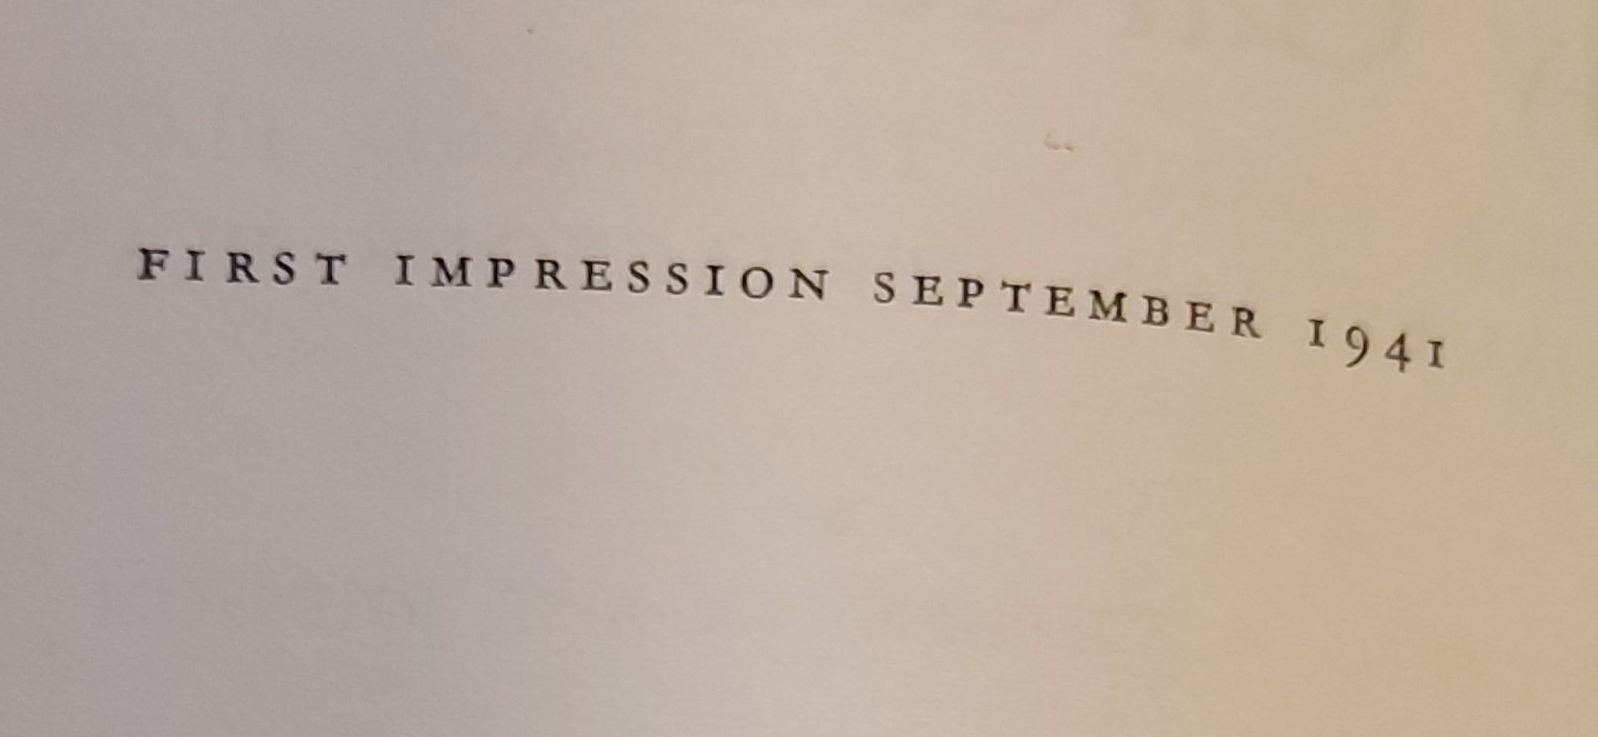 FIRST IMPRESSION SEPTEMBER 1941